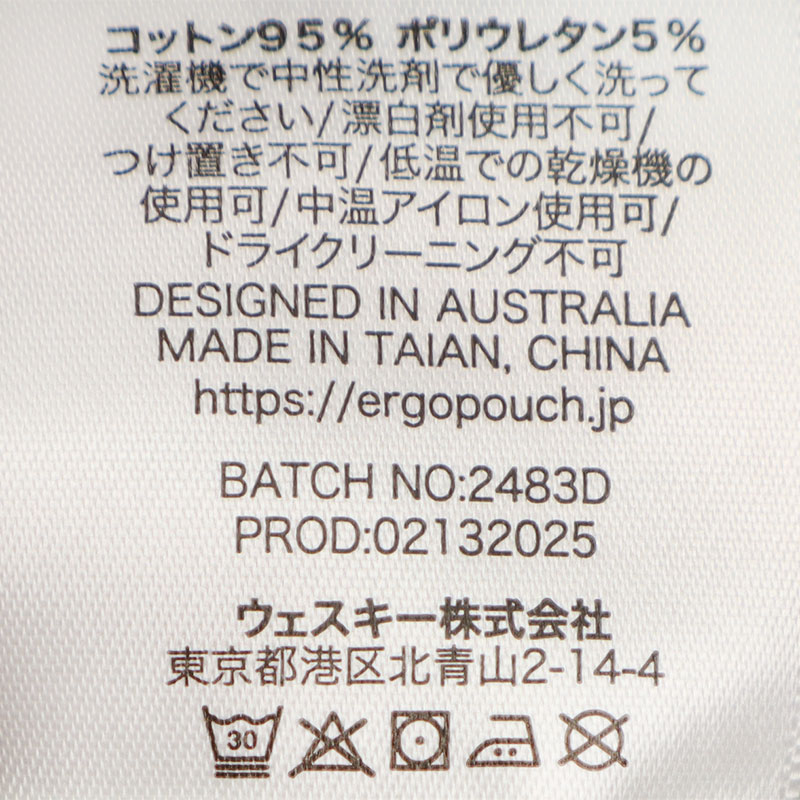 コットン95% ポリウレタン5%
洗濯機で中性洗剤で優しく洗って
ください/漂白剤使用不可/
つけ置き不可/低温での乾燥機の
使用可/中温アイロン使用可/
ドライクリーニング不可
DESIGNED IN AUSTRALIA
MADE IN TAIAN, CHINA
https://ergopouch.jp
BATCH NO:2483D
PROD:02132025
ウェスキー株式会社
東京都港区北青山2-14-4
30